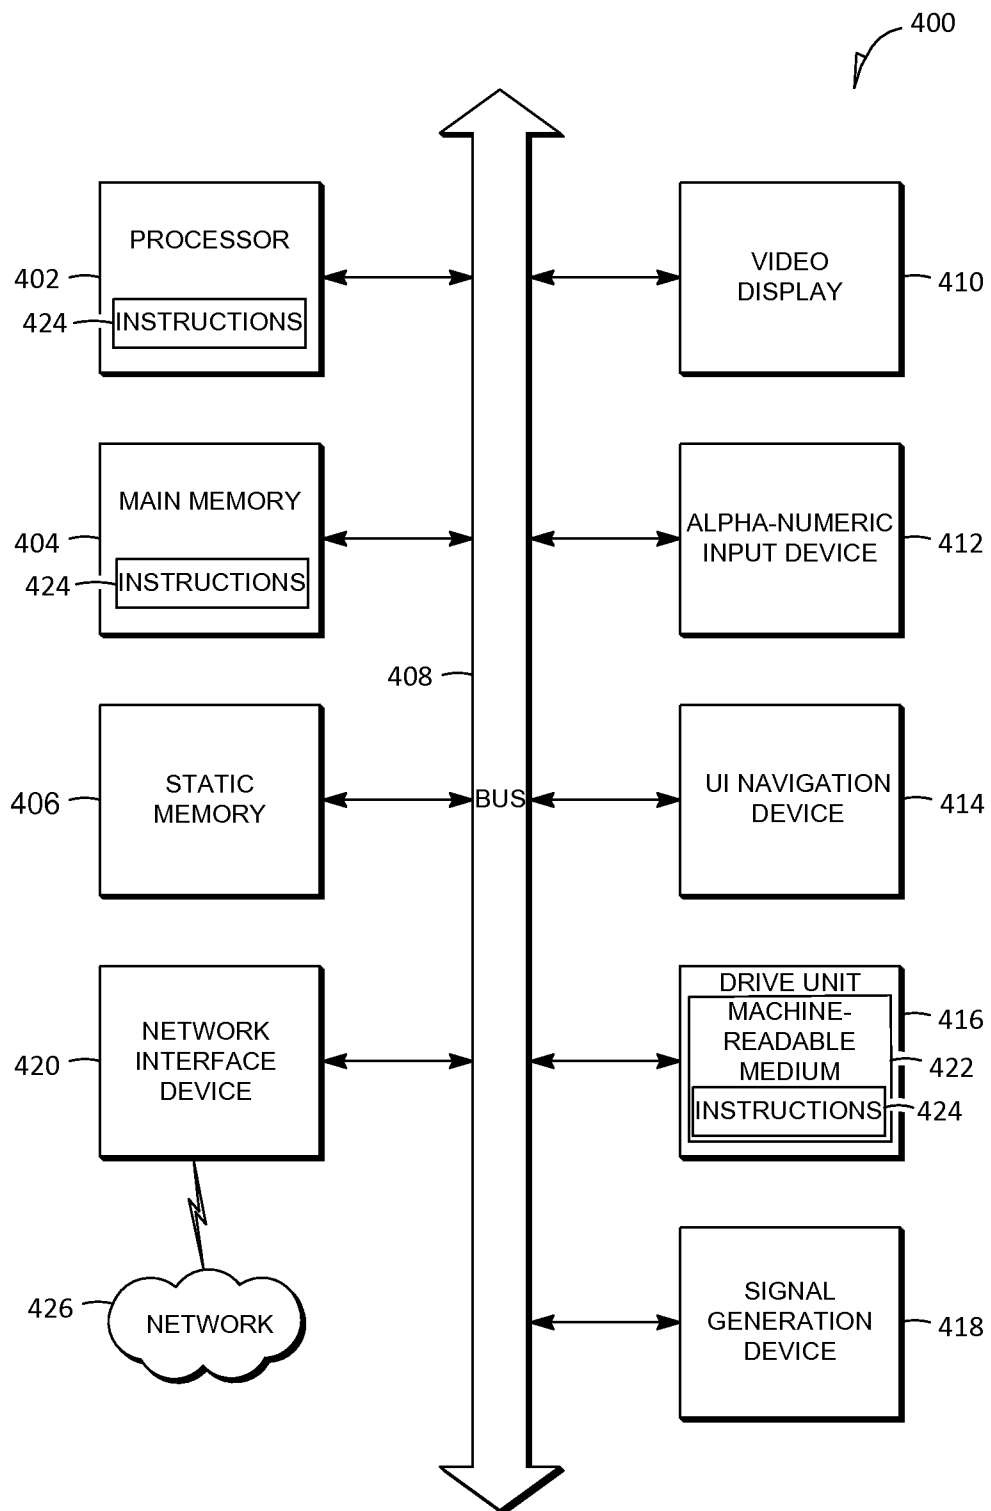 400
PROCESSOR
402
424
INSTRUCTIONS
MAIN MEMORY
404
424
INSTRUCTIONS
408
STATIC
MEMORY
406
BUS
NETWORK
INTERFACE
DEVICE
420
426
NETWORK
VIDEO
DISPLAY
410
ALPHA-NUMERIC
INPUT DEVICE
412
UI NAVIGATION
DEVICE
414
DRIVE UNIT
416
MACHINE-
READABLE
MEDIUM
422
INSTRUCTIONS
424
SIGNAL
GENERATION
DEVICE
418